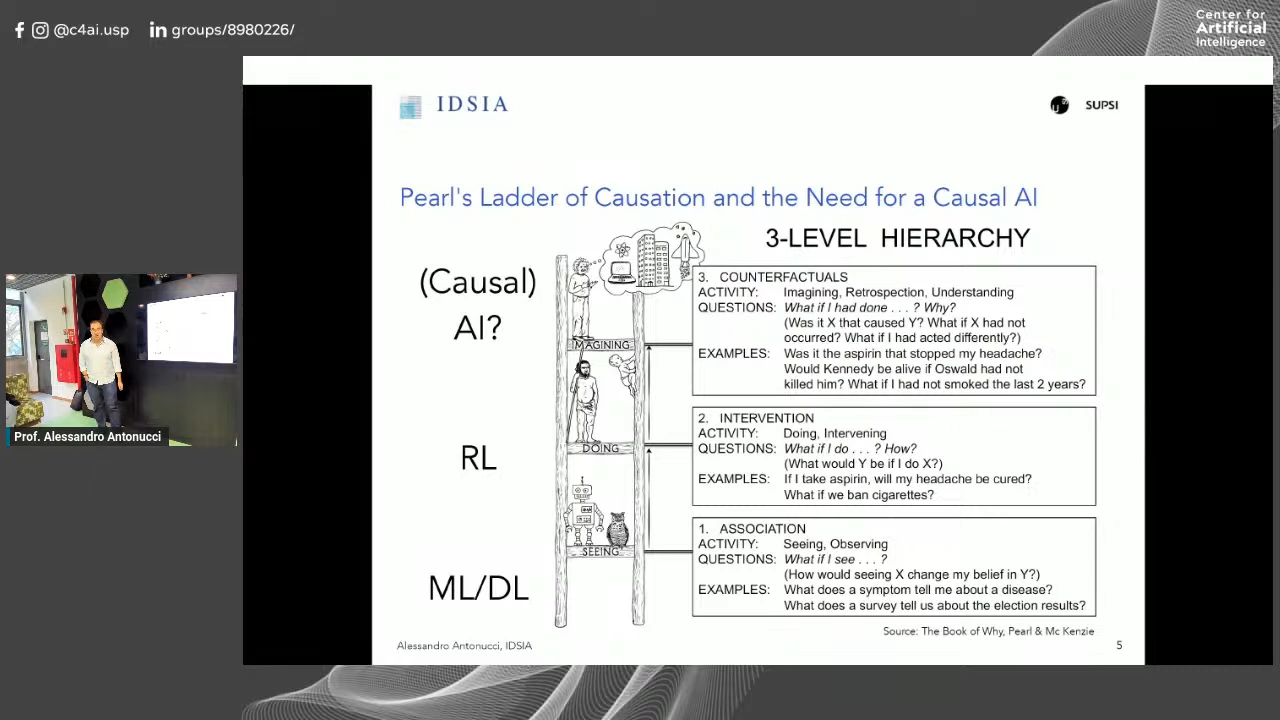 @c4ai.usp
groups/8980226/
Center for
Artificial
Intelligence
IDSIA
SUPSI
Pearl's Ladder of Causation and the Need for a Causal AI
3-LEVEL HIERARCHY
(Causal)
AI?
RL
ML/DL
IMAGINING
DOING
SEEING
3. COUNTERFACTUALS
ACTIVITY: Imagining, Retrospection, Understanding
QUESTIONS: What if I had done . . . ? Why?
(Was it X that caused Y? What if X had not
occurred? What if I had acted differently?)
EXAMPLES: Was it the aspirin that stopped my headache?
Would Kennedy be alive if Oswald had not
killed him? What if I had not smoked the last 2 years?
2. INTERVENTION
ACTIVITY: Doing, Intervening
QUESTIONS: What if I do . . . ? How?
(What would Y be if I do X?)
EXAMPLES: If I take aspirin, will my headache be cured?
What if we ban cigarettes?
1. ASSOCIATION
ACTIVITY: Seeing, Observing
QUESTIONS: What if I see . . . ?
(How would seeing X change my belief in Y?)
EXAMPLES: What does a symptom tell me about a disease?
What does a survey tell us about the election results?
Source: The Book of Why, Pearl & Mc Kenzie
Alessandro Antonucci, IDSIA
5
Prof. Alessandro Antonucci